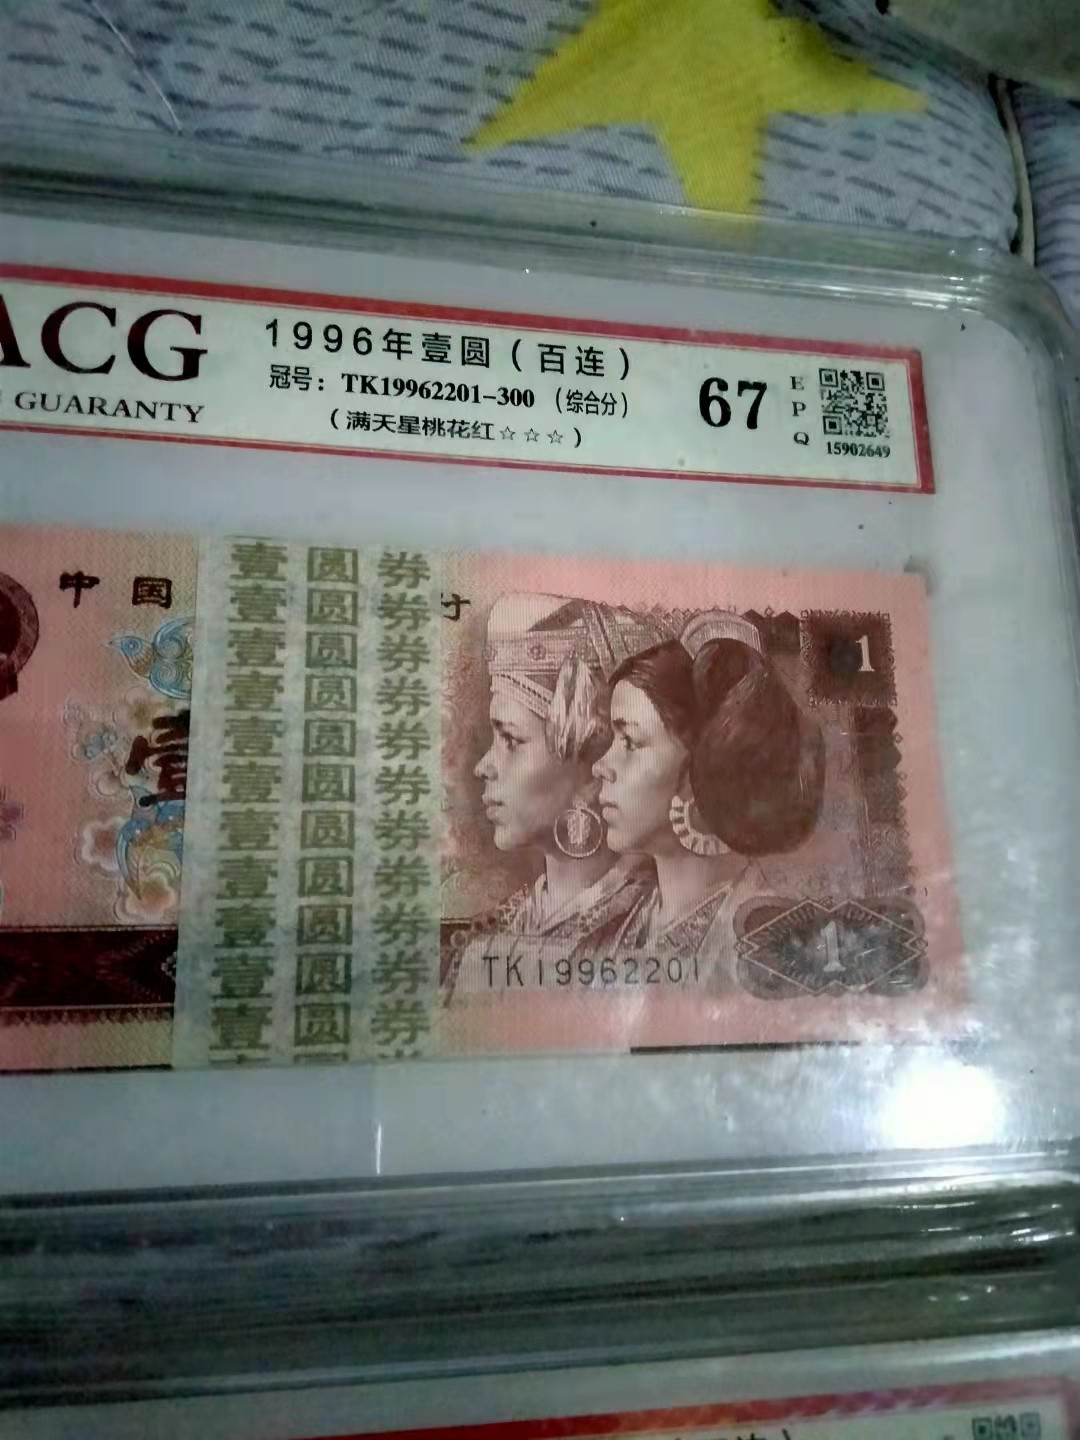 ACG
GUARANTY
1996年壹圆（百连）
冠号：TK19962201-300（综合分）
（满天星桃花红☆☆☆）
67
EPQ
15902649
中国
壹
壹圆券
壹圆券
壹圆券
壹圆券
壹圆券
壹圆券
壹圆券
壹圆券
壹圆券
壹圆券
壹圆券
1
1
TK19962201